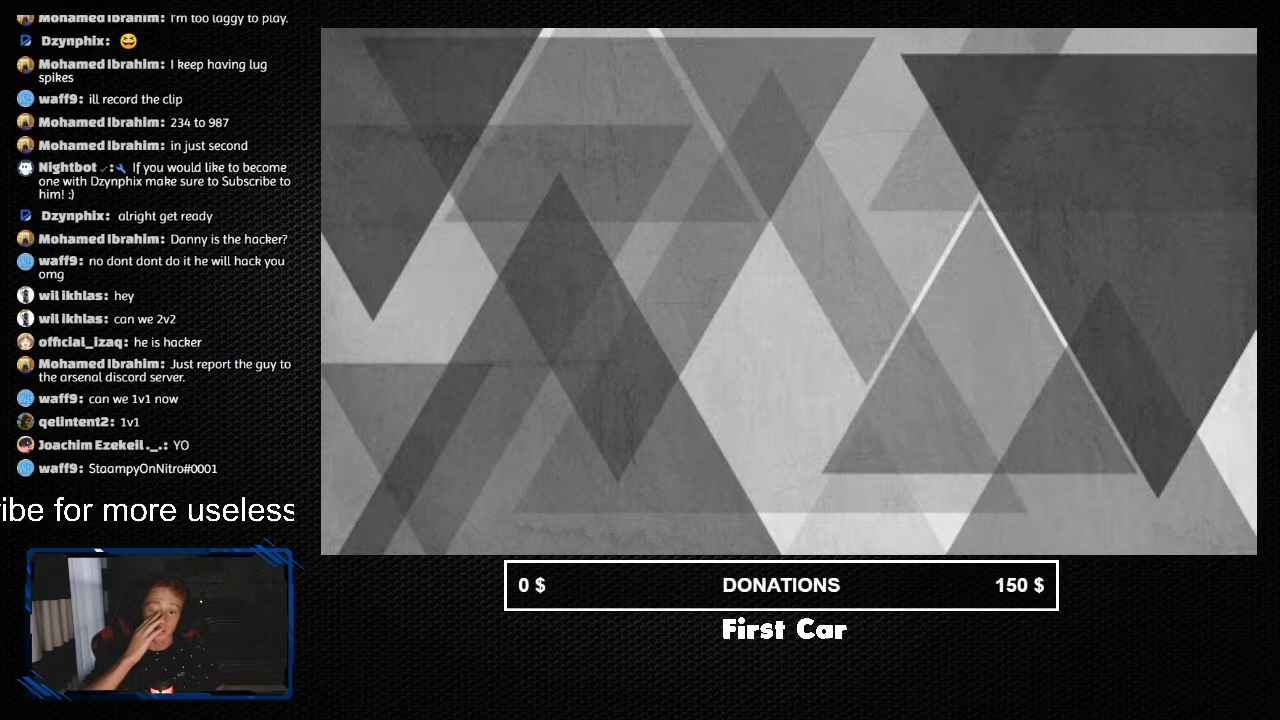 Mohamed Ibrahim: I'm too laggy to play.
Dzynphix: 😆
Mohamed Ibrahim: I keep having lug
spikes
waff9: ill record the clip
Mohamed Ibrahim: 234 to 987
Mohamed Ibrahim: in just second
Nightbot ✓:🔧 If you would like to become
one with Dzynphix make sure to Subscribe to
him! :)
Dzynphix: alright get ready
Mohamed Ibrahim: Danny is the hacker?
waff9: no dont dont do it he will hack you
omg
wil ikhlas: hey
wil ikhlas: can we 2v2
official_izaq: he is hacker
Mohamed Ibrahim: Just report the guy to
the arsenal discord server.
waff9: can we 1v1 now
qelintent2: 1v1
Joachim Ezekeil ._.: YO
waff9: StaampyOnNitro#0001
ibe for more useless
0 $ DONATIONS 150 $
First Car